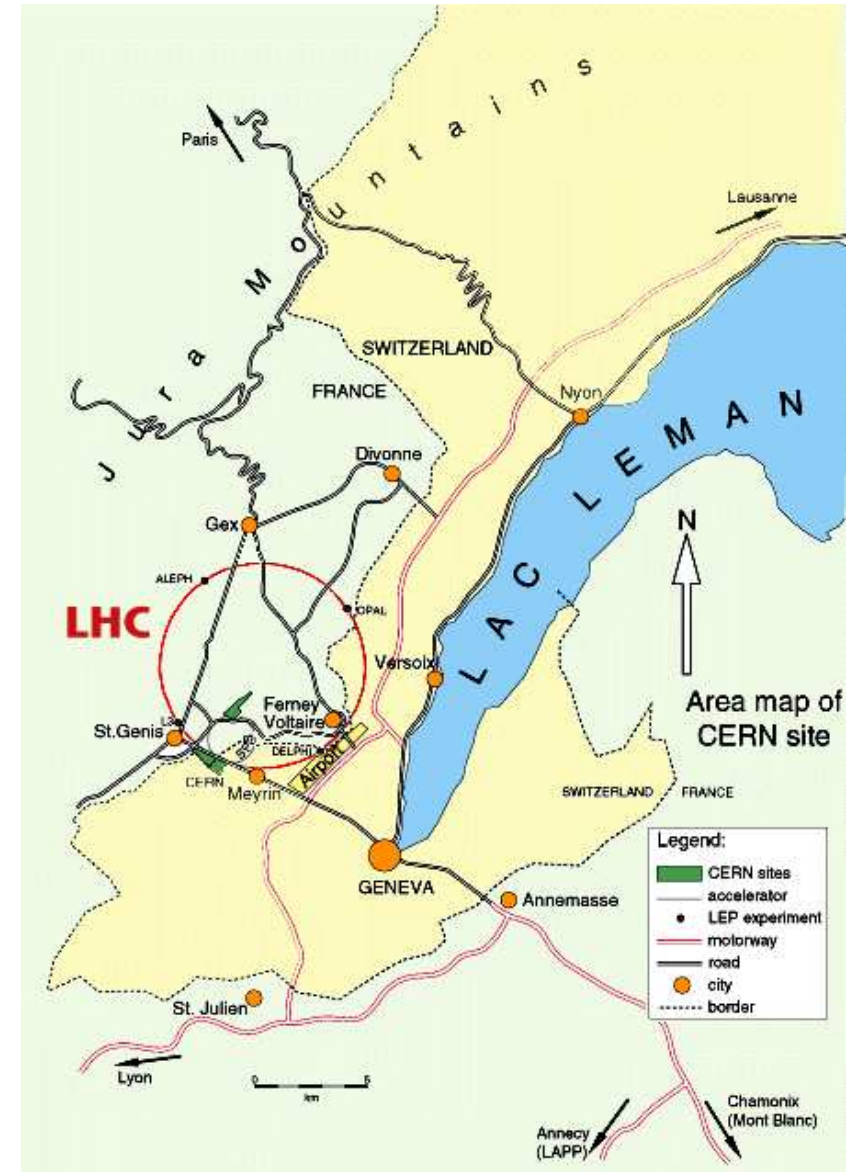 Jura Mountains
Paris
Lausanne
SWITZERLAND
FRANCE
Nyon
Divonne
LAC LEMAN
Gex
N
ALEPH
OPAL
LHC
Versoix
Area map of
CERN site
Ferney
Voltaire
L3
St.Genis
SPS
DELPHI
Airport
CERN
Meyrin
SWITZERLAND
FRANCE
GENEVA
Annemasse
Legend:
CERN sites
accelerator
LEP experiment
motorway
road
city
border
St. Julien
Lyon
0
5
km
Chamonix
(Mont Blanc)
Annecy
(LAPP)